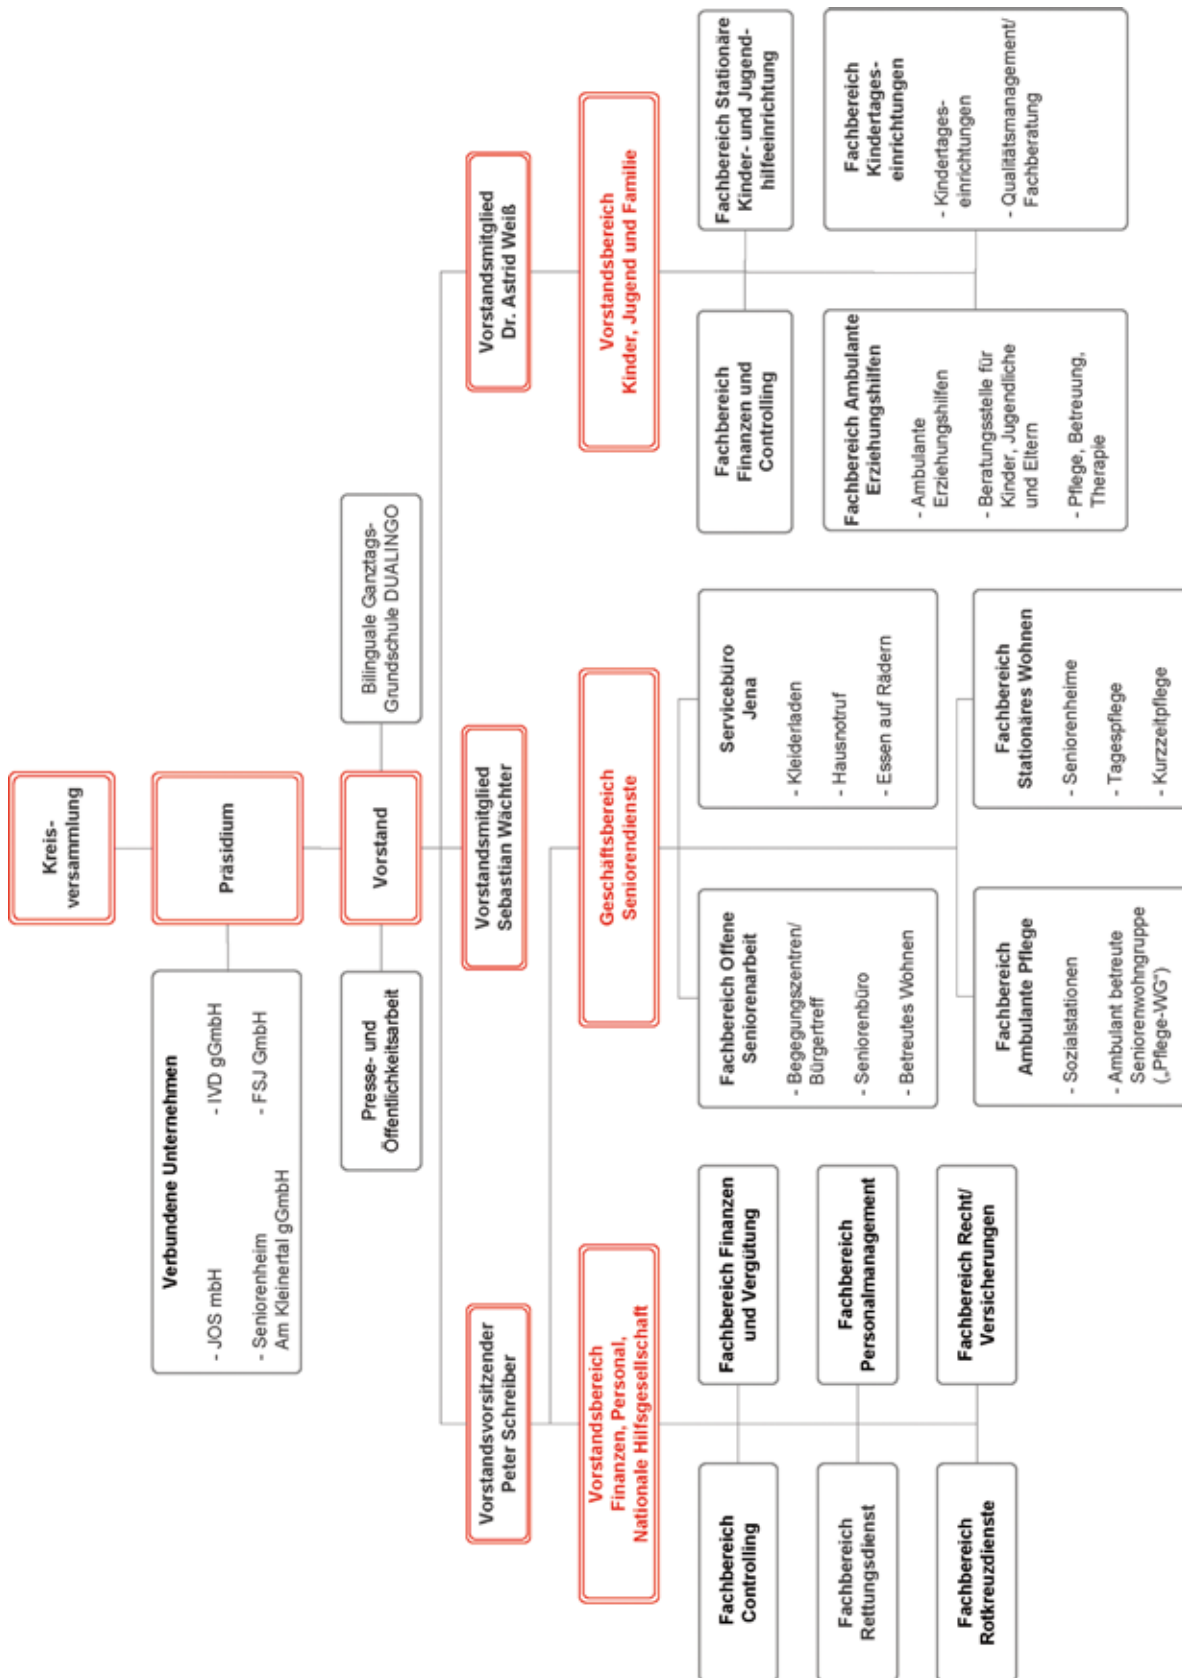 Kreis-
versammlung
Präsidium
Verbundene Unternehmen
- JOS mbH
- IVD gGmbH
- Seniorenheim
Am Kleinertal gGmbH
- FSJ GmbH
Vorstand
Presse- und
Öffentlichkeitsarbeit
Bilinguale Ganztags-
Grundschule DUALINGO
Vorstandsvorsitzender
Peter Schreiber
Vorstandsmitglied
Sebastian Wächter
Vorstandsmitglied
Dr. Astrid Weiß
Vorstandsbereich
Finanzen, Personal,
Nationale Hilfsgesellschaft
Geschäftsbereich
Seniorendienste
Vorstandsbereich
Kinder, Jugend und Familie
Fachbereich
Controlling
Fachbereich Finanzen
und Vergütung
Fachbereich
Rettungsdienst
Fachbereich
Personalmanagement
Fachbereich
Rotkreuzdienste
Fachbereich Recht/
Versicherungen
Fachbereich Offene
Seniorenarbeit
- Begegnungszentren/
Bürgertreff
- Seniorenbüro
- Betreutes Wohnen
Servicebüro
Jena
- Kleiderladen
- Hausnotruf
- Essen auf Rädern
Fachbereich
Ambulante Pflege
- Sozialstationen
- Ambulant betreute
Seniorenwohngruppe
(„Pflege-WG“)
Fachbereich
Stationäres Wohnen
- Seniorenheime
- Tagespflege
- Kurzzeitpflege
Fachbereich
Finanzen und
Controlling
Fachbereich Stationäre
Kinder- und Jugend-
hilfeeinrichtung
Fachbereich Ambulante
Erziehungshilfen
- Ambulante
Erziehungshilfen
- Beratungsstelle für
Kinder, Jugendliche
und Eltern
- Pflege, Betreuung,
Therapie
Fachbereich
Kindertages-
einrichtungen
- Kindertages-
einrichtungen
- Qualitätsmanagement/
Fachberatung